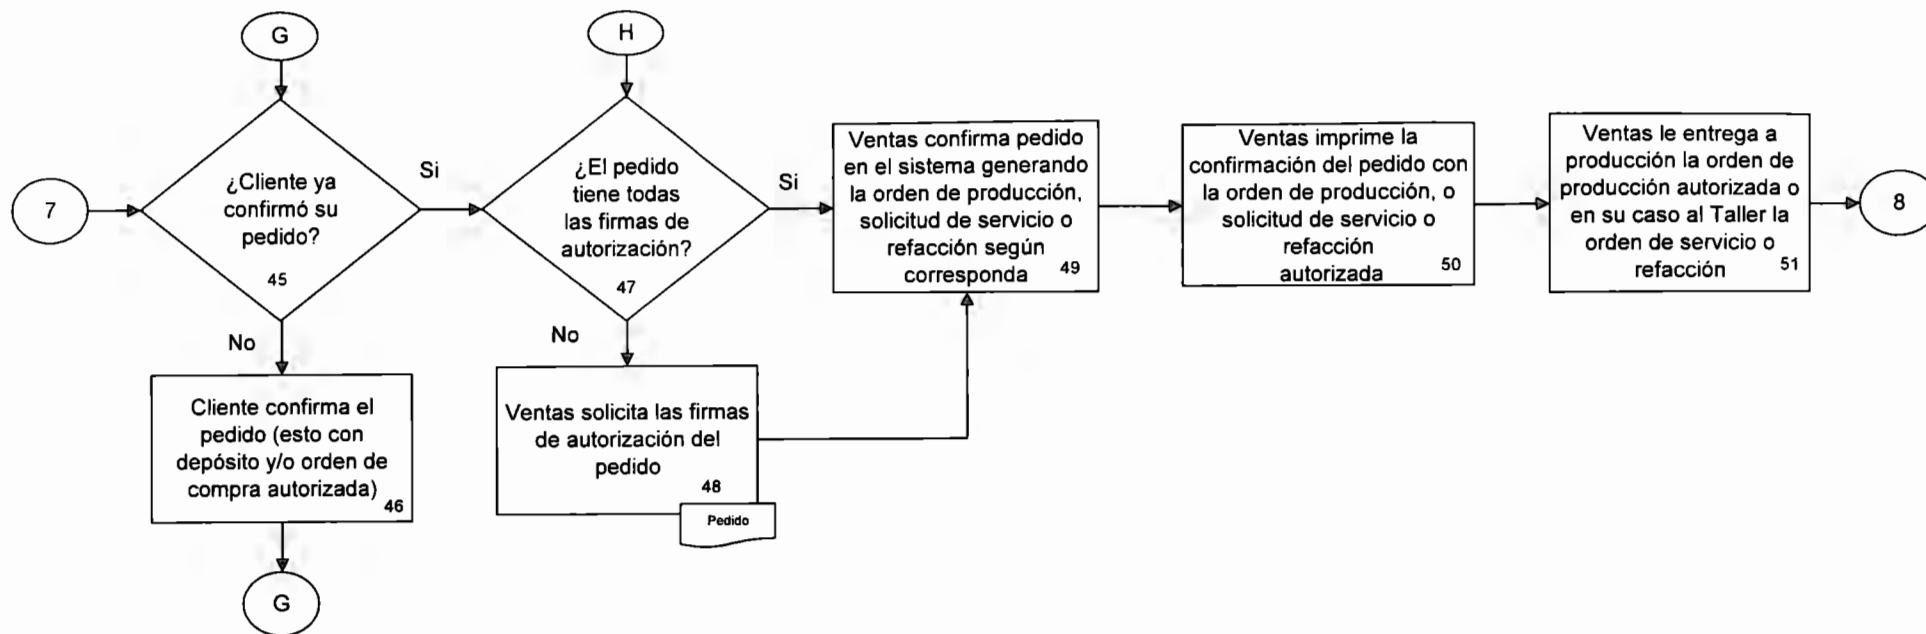 G
H
7
¿Cliente ya
confirmó su
pedido?
45
Si
No
¿El pedido
tiene todas
las firmas de
autorización?
47
Si
No
Ventas confirma pedido
en el sistema generando
la orden de producción,
solicitud de servicio o
refacción según
corresponda
49
Ventas imprime la
confirmación del pedido con
la orden de producción, o
solicitud de servicio o
refacción
autorizada
50
Ventas le entrega a
producción la orden de
producción autorizada o
en su caso al Taller la
orden de servicio o
refacción
51
8
Cliente confirma el
pedido (esto con
depósito y/o orden de
compra autorizada)
46
Ventas solicita las firmas
de autorización del
pedido
48
Pedido
G